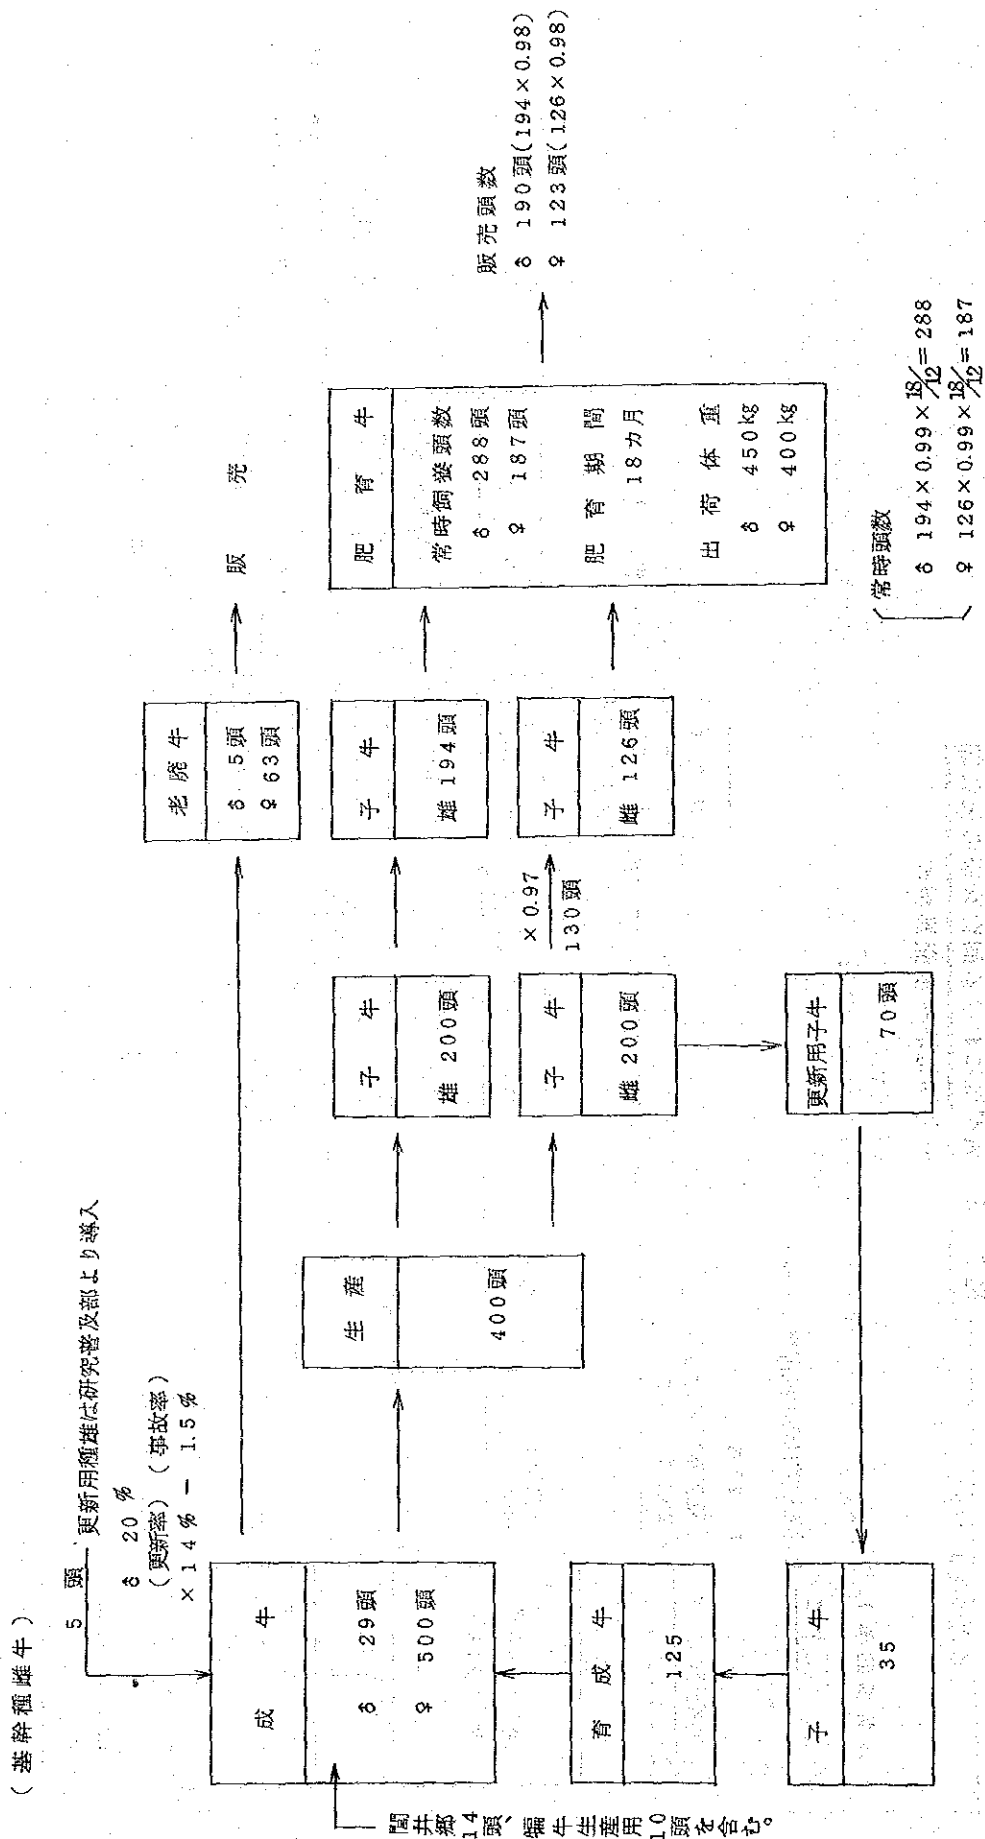 (基幹種雌牛)
5 頭
更新用種雄は研究普及部より導入
♂ 20%
(更新率)(事故率)
× 14% - 1.5%
成牛
♂ 29頭
♀ 500頭
14頭、犏牛生産用10頭を含む。
育成牛
125
子牛
35
生産
400頭
子牛
雄 200頭
子牛
雌 200頭
× 0.97
130頭
更新用子牛
70頭
老廃牛
♂ 5頭
♀ 63頭
販売
子牛
雄 194頭
子牛
雌 126頭
肥育牛
常時飼養頭数
♂ 288頭
♀ 187頭
肥育期間
18カ月
出荷体重
♂ 450kg
♀ 400kg
販売頭数
♂ 190頭(194×0.98)
♀ 123頭(126×0.98)
常時頭数
♂ 194×0.99×18/12=288
♀ 126×0.99×18/12=187